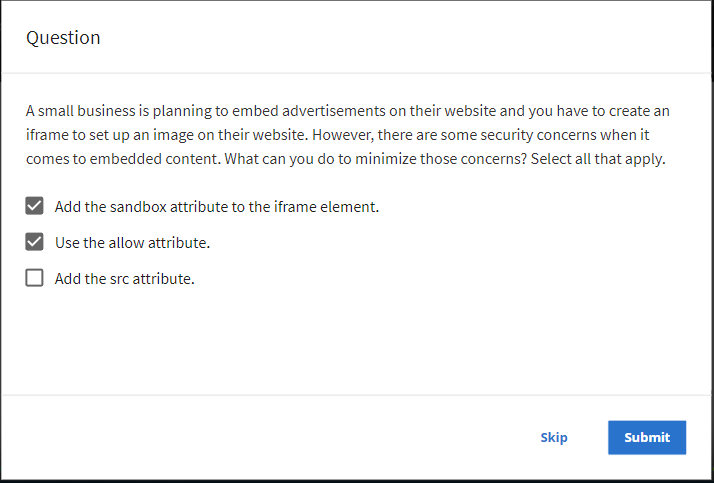 Question
A small business is planning to embed advertisements on their website and you have to create an
iframe to set up an image on their website. However, there are some security concerns when it
comes to embedded content. What can you do to minimize those concerns? Select all that apply.
Add the sandbox attribute to the iframe element.
Use the allow attribute.
Add the src attribute.
Skip
Submit